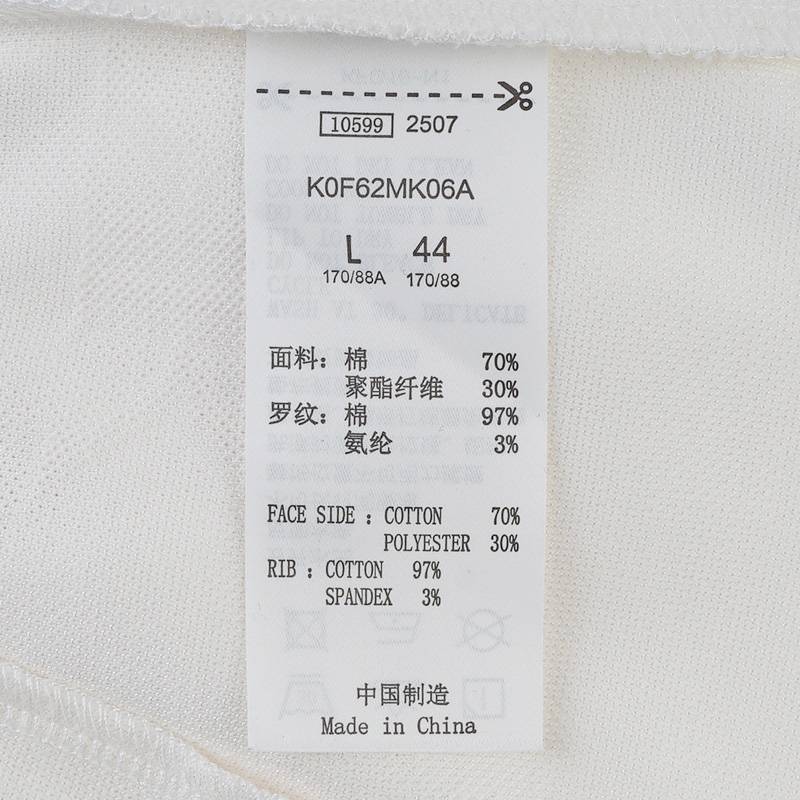 10599 2507
K0F62MK06A
L 44
170/88A 170/88
面料：棉 70%
聚酯纤维 30%
罗纹：棉 97%
氨纶 3%
FACE SIDE : COTTON 70%
POLYESTER 30%
RIB : COTTON 97%
SPANDEX 3%
中国制造
Made in China